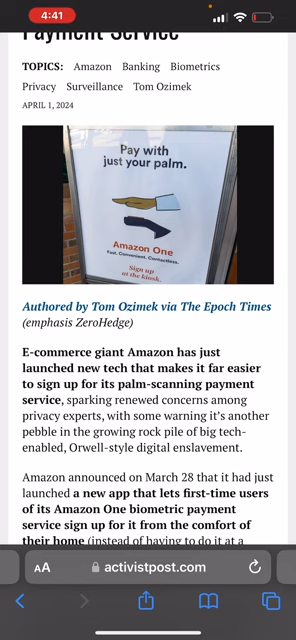 4:41
Payment Service
TOPICS: Amazon Banking Biometrics
Privacy Surveillance Tom Ozimek
APRIL 1, 2024
Pay with
just your palm.
Amazon One
Fast. Convenient. Contactless.
Sign up
at the kiosk.
Authored by Tom Ozimek via The Epoch Times
(emphasis ZeroHedge)
E-commerce giant Amazon has just
launched new tech that makes it far easier
to sign up for its palm-scanning payment
service, sparking renewed concerns among
privacy experts, with some warning it’s another
pebble in the growing rock pile of big tech-
enabled, Orwell-style digital enslavement.
Amazon announced on March 28 that it had just
launched a new app that lets first-time users
of its Amazon One biometric payment
service sign up for it from the comfort of
their home (instead of having to do it at a
AA activistpost.com